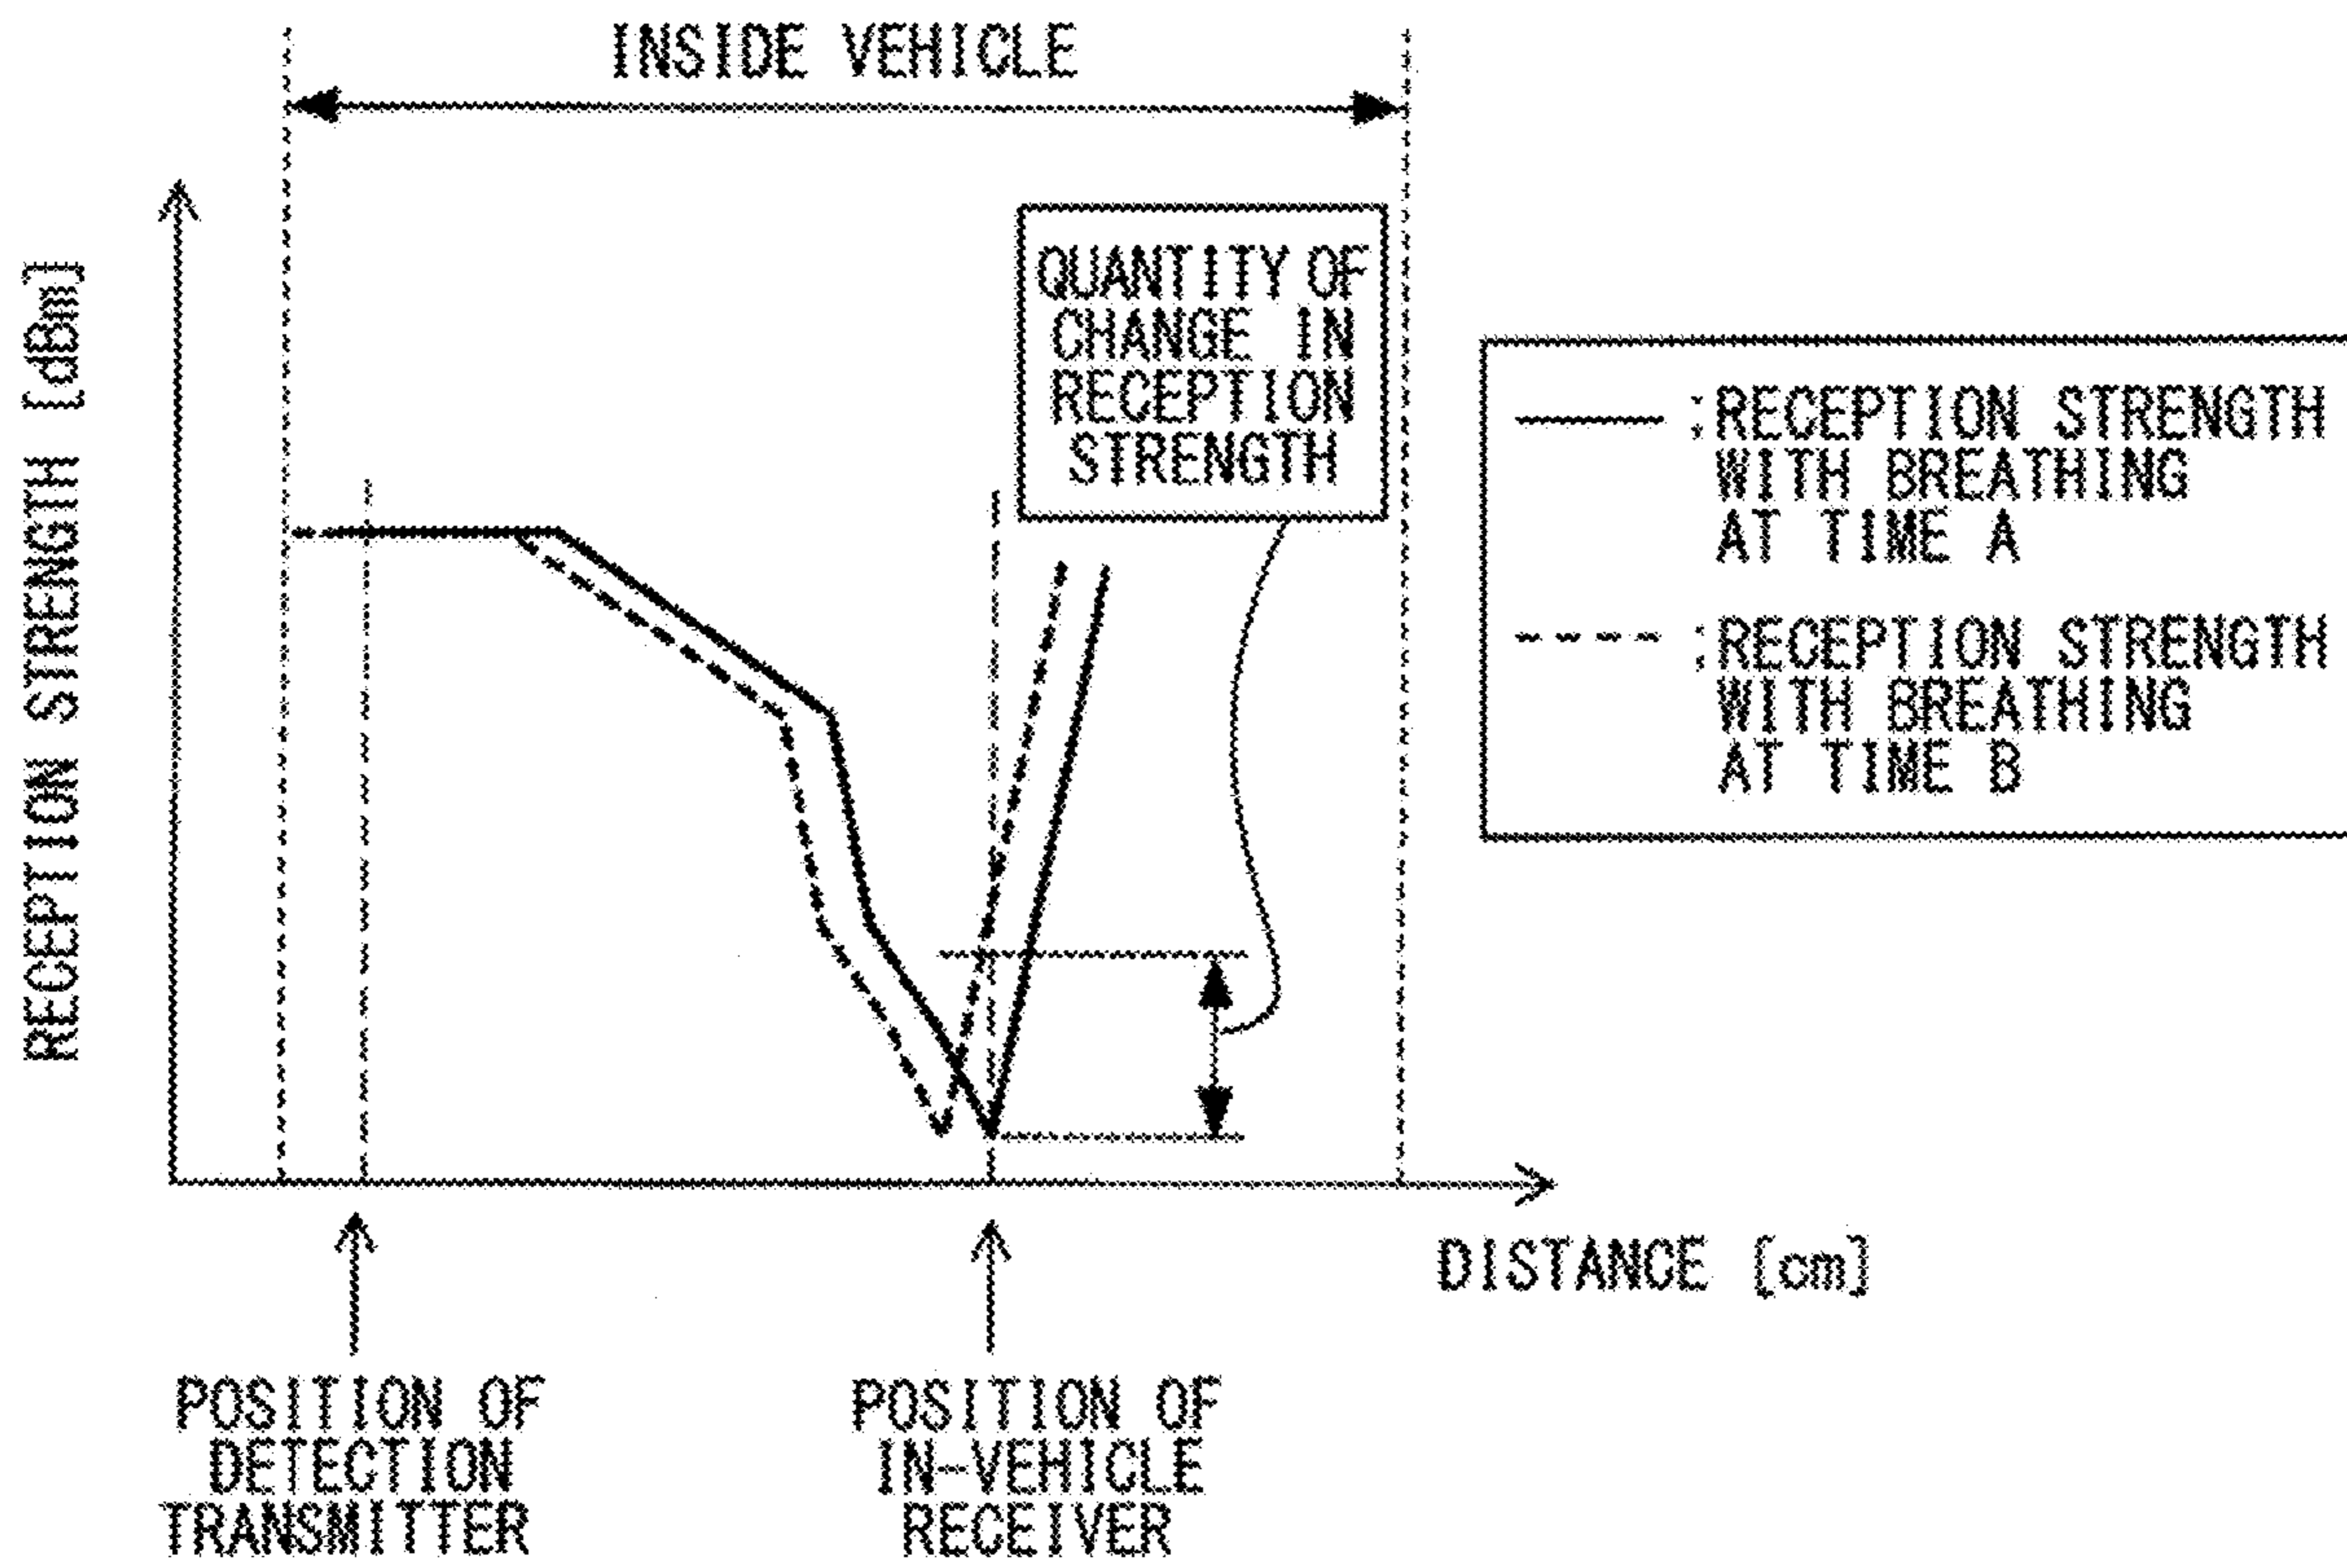 INSIDE VEHICLE
RECEPTION STRENGTH [dBm]
QUANTITY OF
CHANGE IN
RECEPTION
STRENGTH
:RECEPTION STRENGTH
WITH BREATHING
AT TIME A
:RECEPTION STRENGTH
WITH BREATHING
AT TIME B
DISTANCE [cm]
POSITION OF
DETECTION
TRANSMITTER
POSITION OF
IN-VEHICLE
RECEIVER